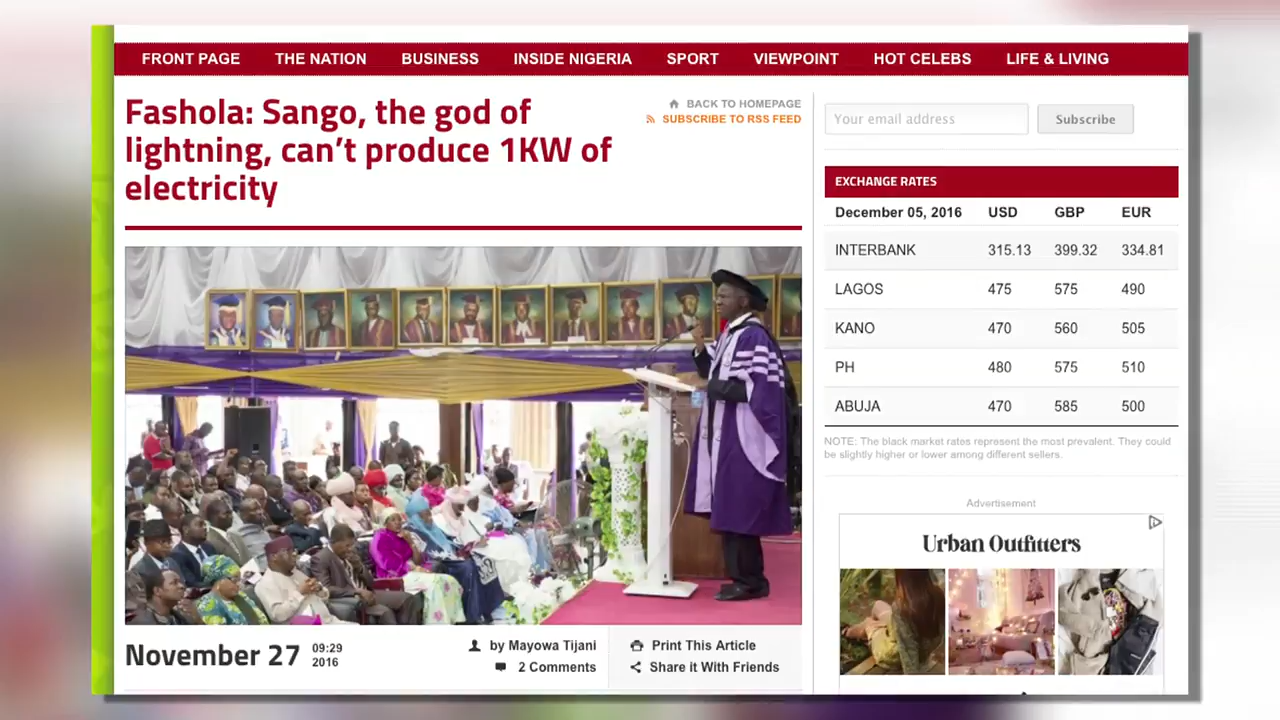 FRONT PAGE THE NATION BUSINESS INSIDE NIGERIA SPORT VIEWPOINT HOT CELEBS LIFE & LIVING
Fashola: Sango, the god of
lightning, can’t produce 1KW of
electricity
BACK TO HOMEPAGE
SUBSCRIBE TO RSS FEED
November 27
09:29
2016
by Mayowa Tijani
2 Comments
Print This Article
Share it With Friends
Your email address
Subscribe
EXCHANGE RATES
December 05, 2016 USD GBP EUR
INTERBANK 315.13 399.32 334.81
LAGOS 475 575 490
KANO 470 560 505
PH 480 575 510
ABUJA 470 585 500
NOTE: The black market rates represent the most prevalent. They could
be slightly higher or lower among different sellers.
Advertisement
Urban Outfitters